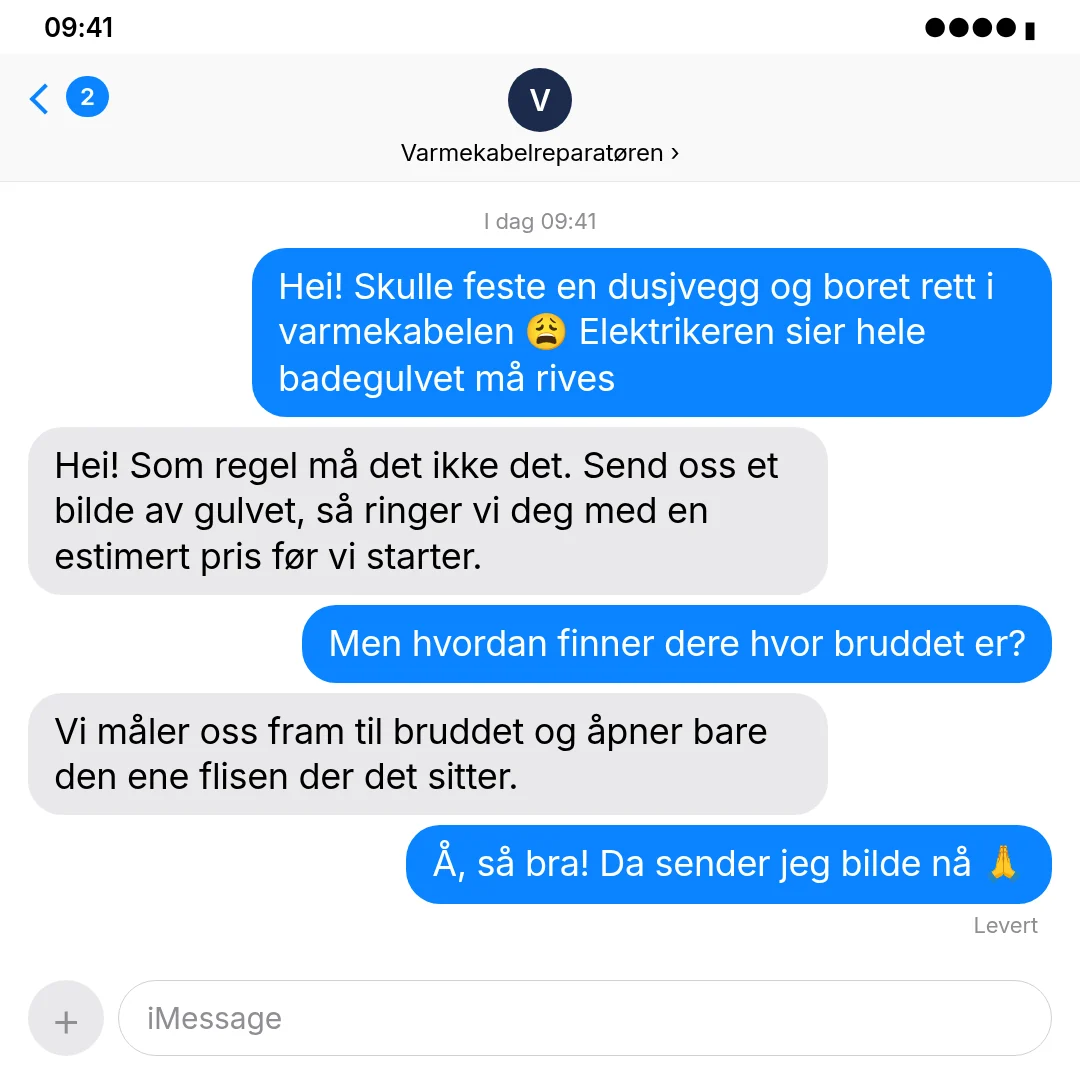 09:41
2
V
Varmekabelreparatøren ›
I dag 09:41
Hei! Skulle feste en dusjvegg og boret rett i
varmekabelen 😩 Elektrikeren sier hele
badegulvet må rives
Hei! Som regel må det ikke det. Send oss et
bilde av gulvet, så ringer vi deg med en
estimert pris før vi starter.
Men hvordan finner dere hvor bruddet er?
Vi måler oss fram til bruddet og åpner bare
den ene flisen der det sitter.
Å, så bra! Da sender jeg bilde nå 🙏
Levert
+
iMessage